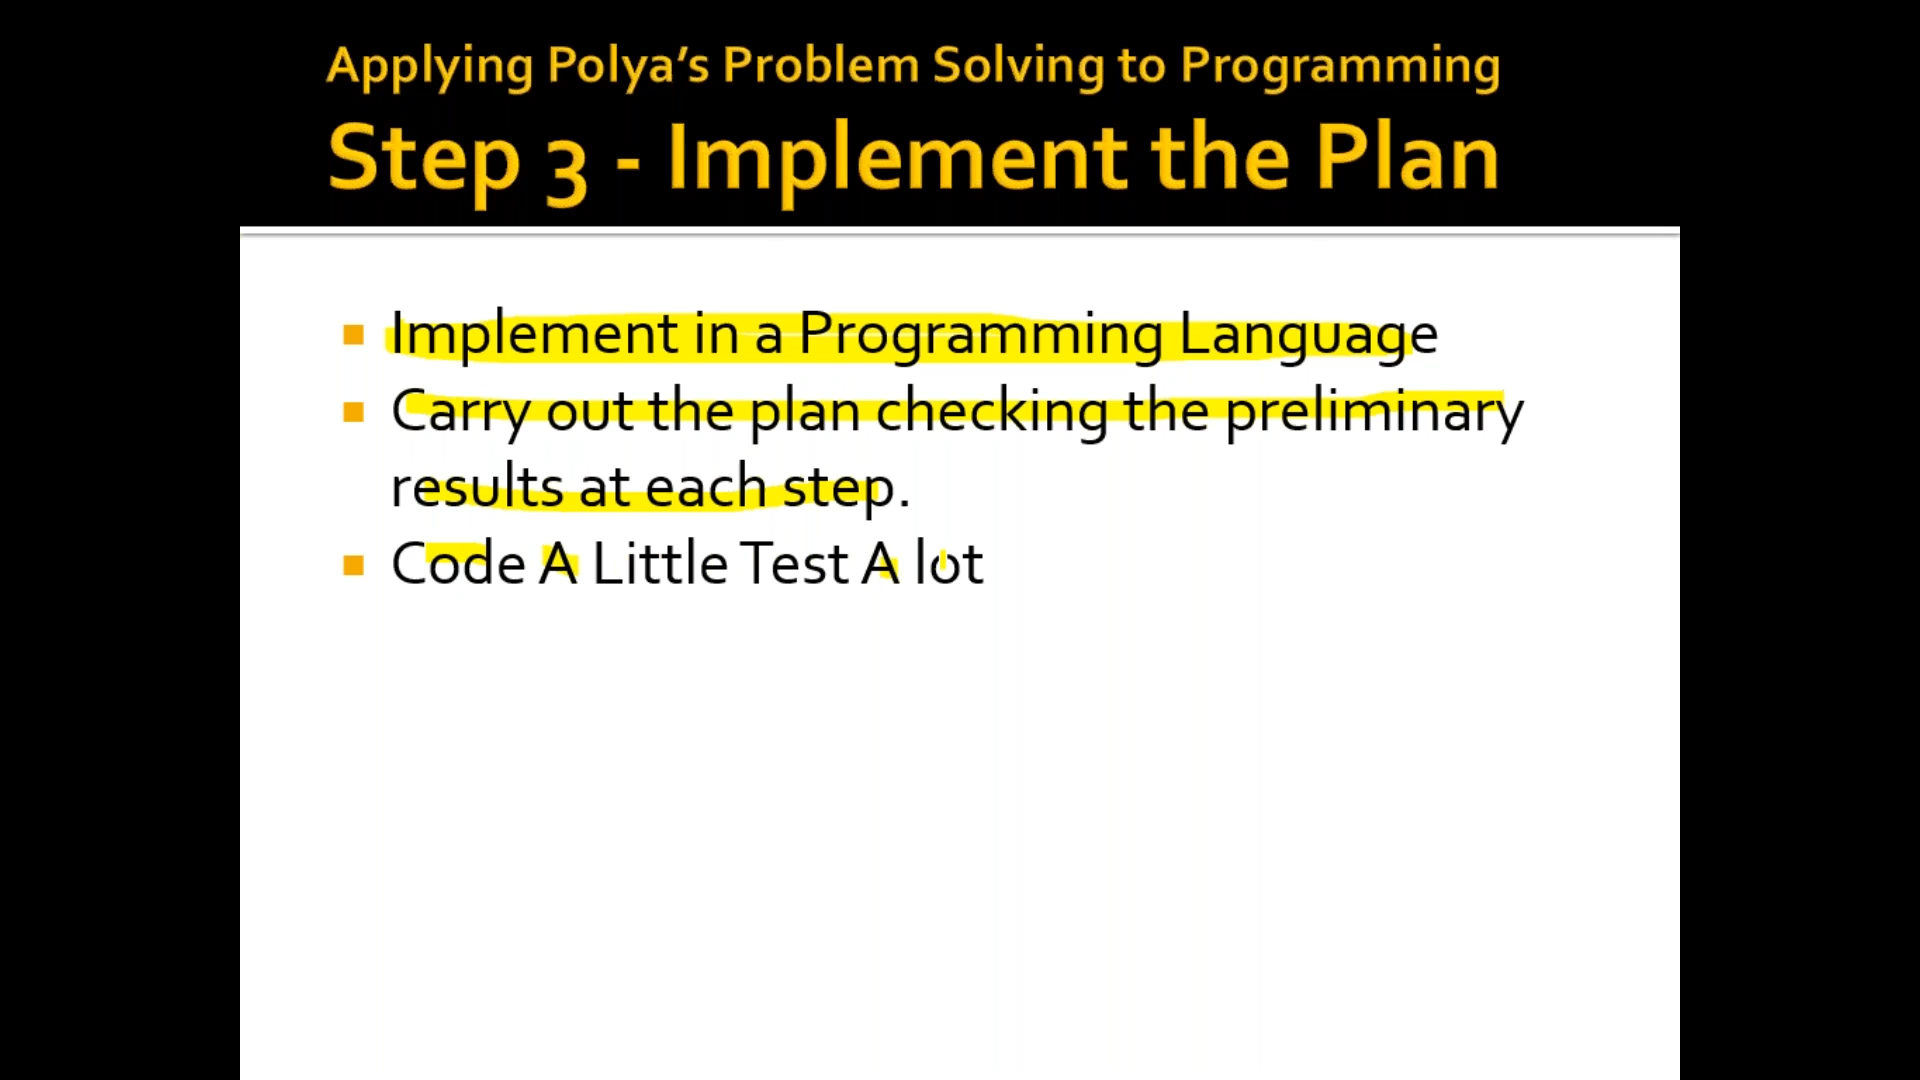 Applying Polya’s Problem Solving to Programming
Step 3 - Implement the Plan
Implement in a Programming Language
Carry out the plan checking the preliminary
results at each step.
Code A Little Test A lot